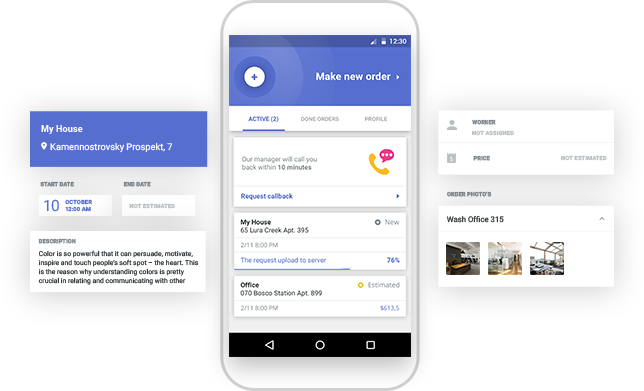 My House
Kamennostrovsky Prospekt, 7
START DATE
END DATE
10
OCTOBER
12:00 AM
NOT ESTIMATED
DESCRIPTION
Color is so powerful that it can persuade, motivate,
inspire and touch people's soft spot – the heart. This
is the reason why understanding colors is pretty
crucial in relating and communicating with other
12:30
Make new order
ACTIVE (2)
DONE ORDERS
PROFILE
Our manager will call you
back within 10 minutes
Request callback
My House
New
65 Lura Creek Apt. 395
2/11 8:00 PM
The request upload to server
76%
Office
Estimated
070 Bosco Station Apt. 899
2/11 8:00 PM
$613,5
WORKER
NOT ASSIGNED
PRICE
NOT ESTIMATED
ORDER PHOTO'S
Wash Office 315